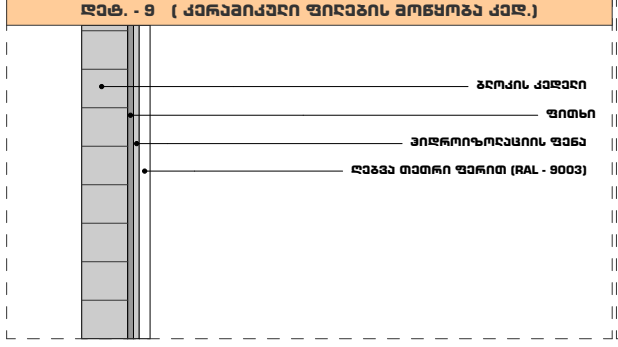 დეტ. - 9 ( კერამიკული ფილების მოწყობა კედ.)
ბლოკის კედელი
ფითხი
ჰიდროიზოლაციის ფენა
ღებვა თეთრი ფერით (RAL - 9003)